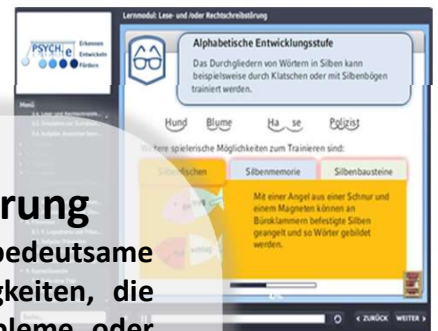 Lernmodul: Lese- und /oder Rechtschreibstörung
PSYCH e
Erkennen
Entwickeln
Fördern
Menü
Alphabetische Entwicklungsstufe
Das Durchgliedern von Wörtern in Silben kann
beispielsweise durch Klatschen oder mit Silbenbögen
trainiert werden.
Hund Blume Ha se Polizist
Weitere spielerische Möglichkeiten zum Trainieren sind:
Silbenfischen Silbenmemorie Silbenbausteine
Mit einer Angel aus einer Schnur und
einem Magneten können an
Büroklammern befestigte Silben
geangelt und so Wörter gebildet
werden.
< ZURÜCK WEITER >
rung
bedeutsame
gkeiten, die
bleme oder